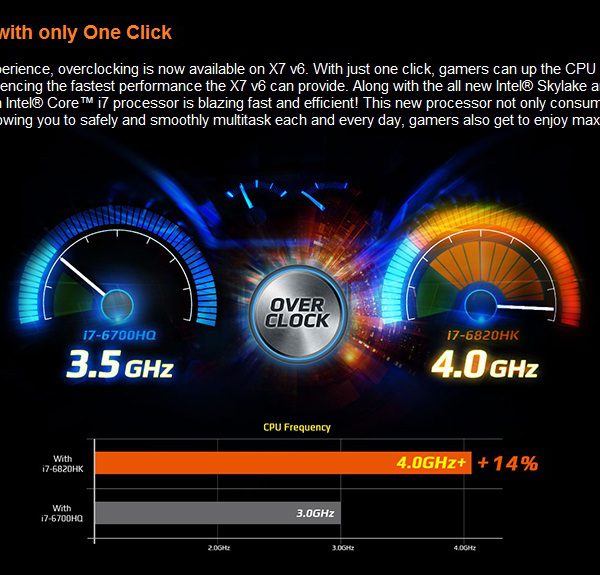 with only One Click
perience, overclocking is now available on X7 v6. With just one click, gamers can up the CPU
encing the fastest performance the X7 v6 can provide. Along with the all new Intel® Skylake a
Intel® Core™ i7 processor is blazing fast and efficient! This new processor not only consum
owing you to safely and smoothly multitask each and every day, gamers also get to enjoy max
OVER
CLOCK
i7-6700HQ
3.5 GHz
i7-6820HK
4.0 GHz
CPU Frequency
With
i7-6820HK
4.0GHz+
+14%
With
i7-6700HQ
3.0GHz
2.0GHz
3.0GHz
4.0GHz